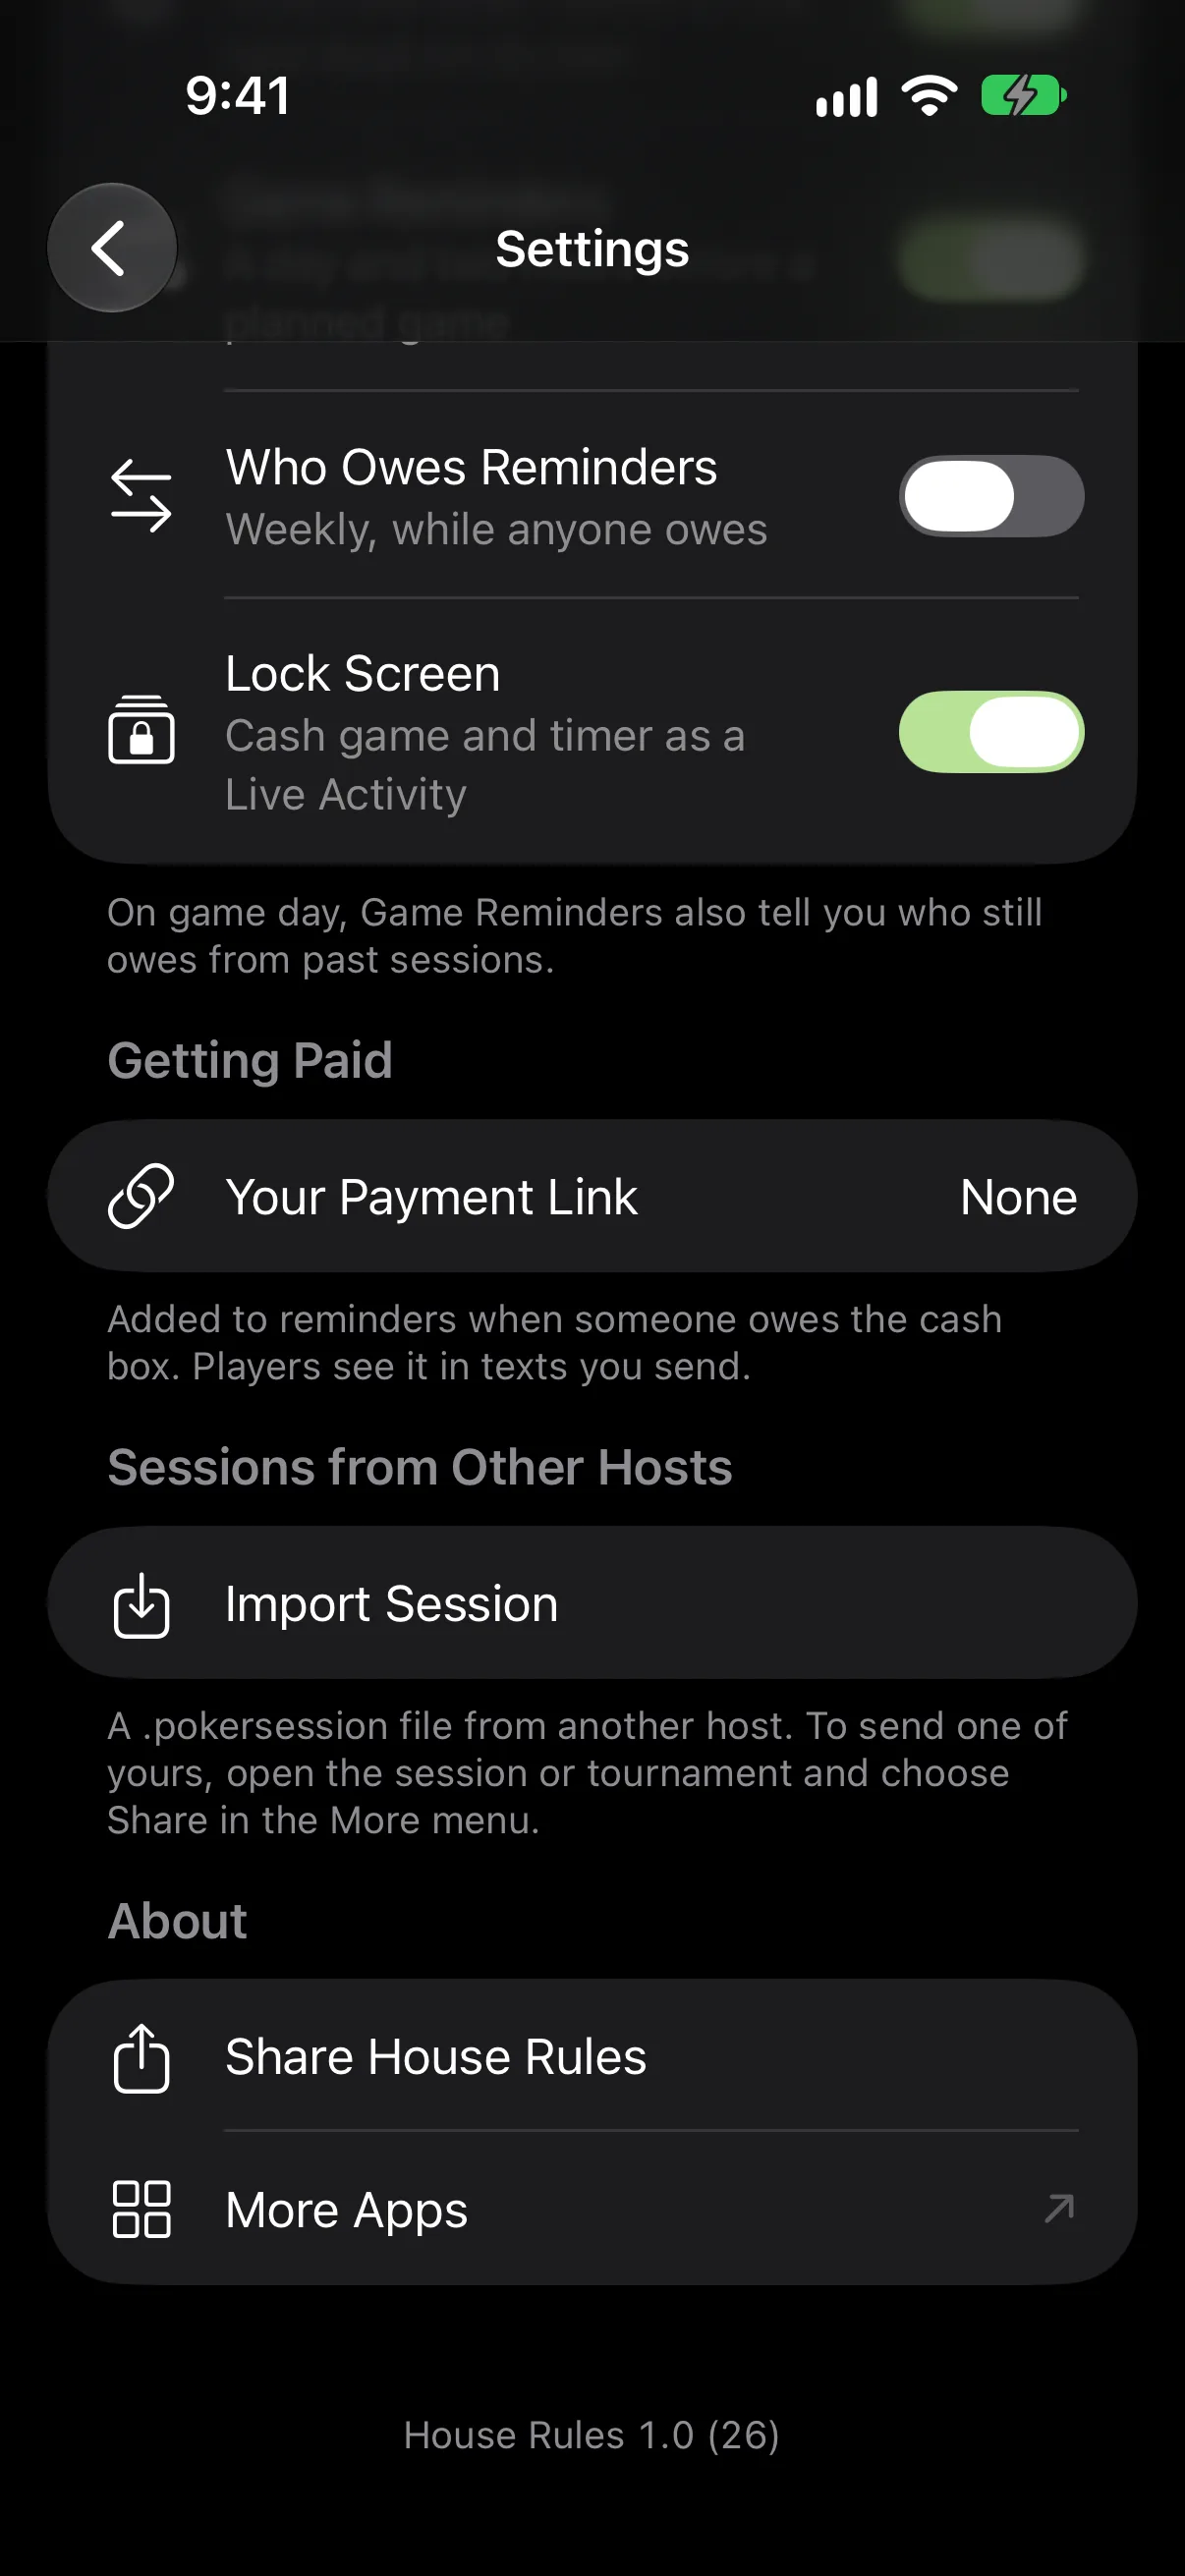 9:41
Settings
planned game
Who Owes Reminders
Weekly, while anyone owes
Lock Screen
Cash game and timer as a
Live Activity
On game day, Game Reminders also tell you who still
owes from past sessions.
Getting Paid
Your Payment Link
None
Added to reminders when someone owes the cash
box. Players see it in texts you send.
Sessions from Other Hosts
Import Session
A .pokersession file from another host. To send one of
yours, open the session or tournament and choose
Share in the More menu.
About
Share House Rules
More Apps
House Rules 1.0 (26)